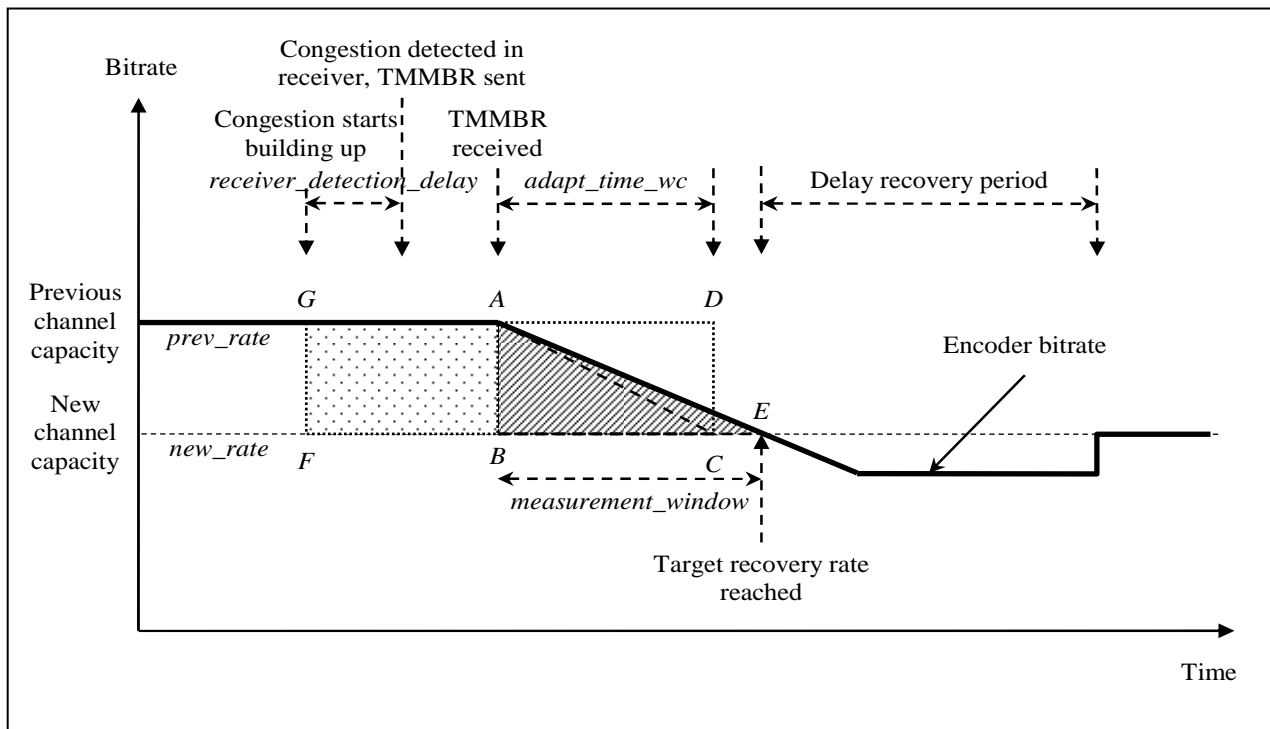 Congestion detected in
receiver, TMMBR sent
Bitrate
Congestion starts
building up
receiver_detection_delay
TMMBR
received
adapt_time_wc
Delay recovery period
G
A
D
Previous
channel
capacity
prev_rate
Encoder bitrate
New
channel
capacity
new_rate
E
F
B
C
measurement_window
Target recovery rate
reached
Time